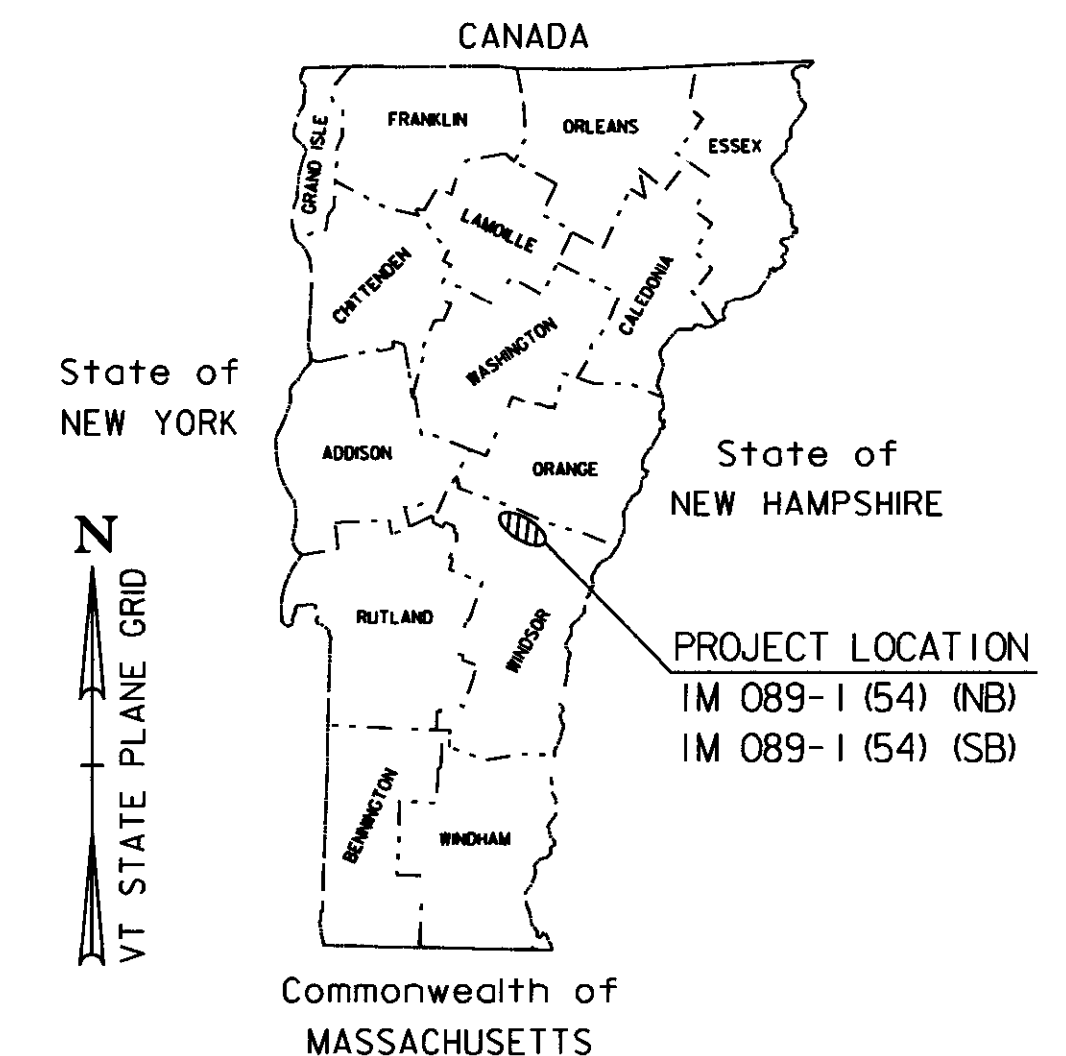 CANADA
FRANKLIN
ORLEANS
ESSEX
GRAND ISLE
LAMOILLE
CHITTENDEN
CALEDONIA
WASHINGTON
State of
NEW YORK
ADDISON
ORANGE
State of
NEW HAMPSHIRE
N
VT STATE PLANE GRID
RUTLAND
WINDSOR
PROJECT LOCATION
IM 089-1 (54) (NB)
IM 089-1 (54) (SB)
BENNINGTON
WINDHAM
Commonwealth of
MASSACHUSETTS